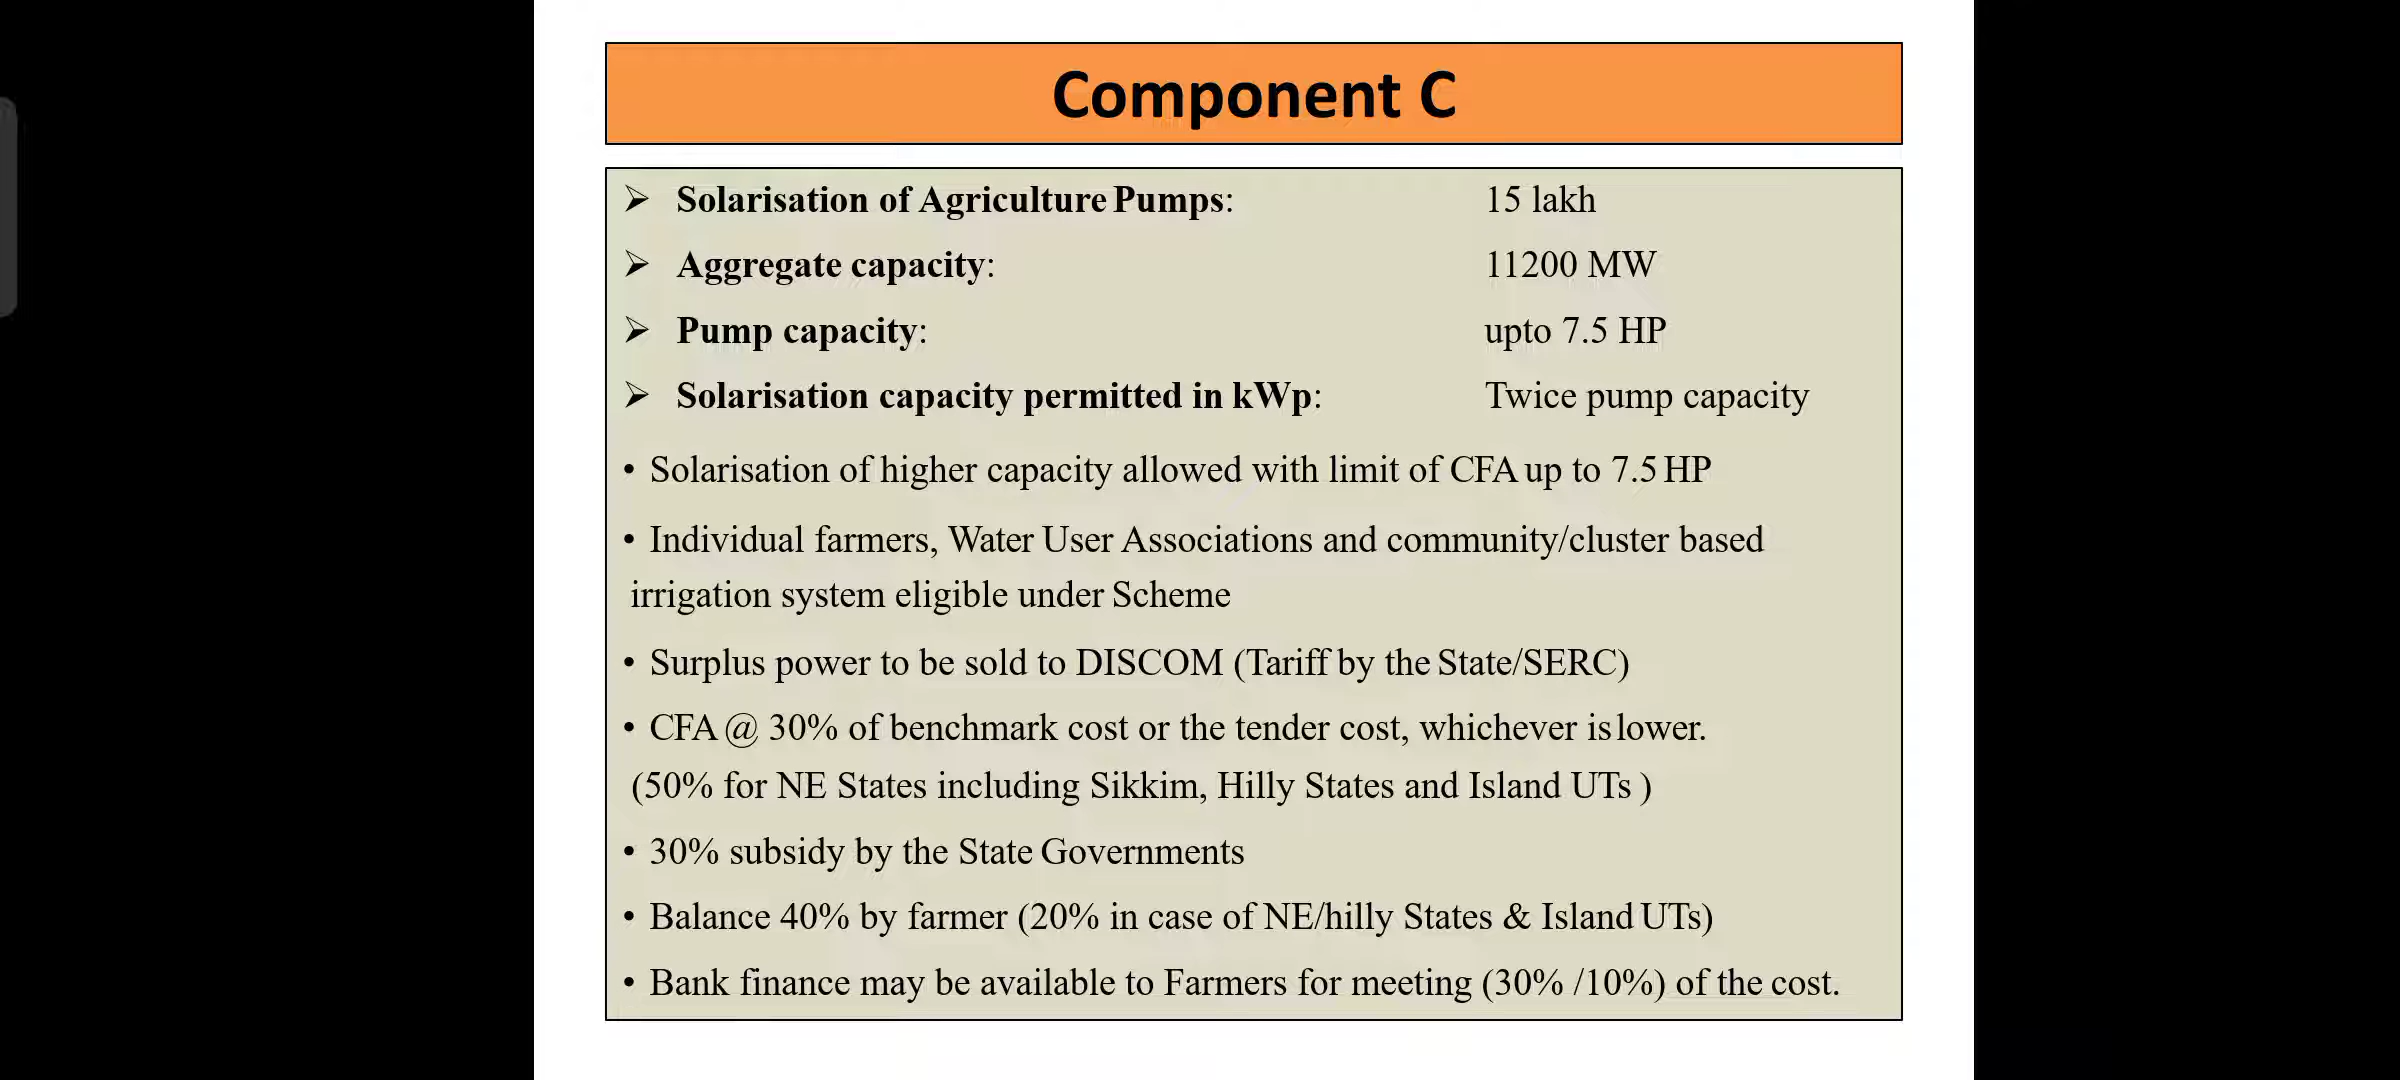 Component C
➢ Solarisation of Agriculture Pumps: 15 lakh
➢ Aggregate capacity: 11200 MW
➢ Pump capacity: upto 7.5 HP
➢ Solarisation capacity permitted in kWp: Twice pump capacity
• Solarisation of higher capacity allowed with limit of CFA up to 7.5 HP
• Individual farmers, Water User Associations and community/cluster based
irrigation system eligible under Scheme
• Surplus power to be sold to DISCOM (Tariff by the State/SERC)
• CFA @ 30% of benchmark cost or the tender cost, whichever is lower.
(50% for NE States including Sikkim, Hilly States and Island UTs )
• 30% subsidy by the State Governments
• Balance 40% by farmer (20% in case of NE/hilly States & Island UTs)
• Bank finance may be available to Farmers for meeting (30% /10%) of the cost.